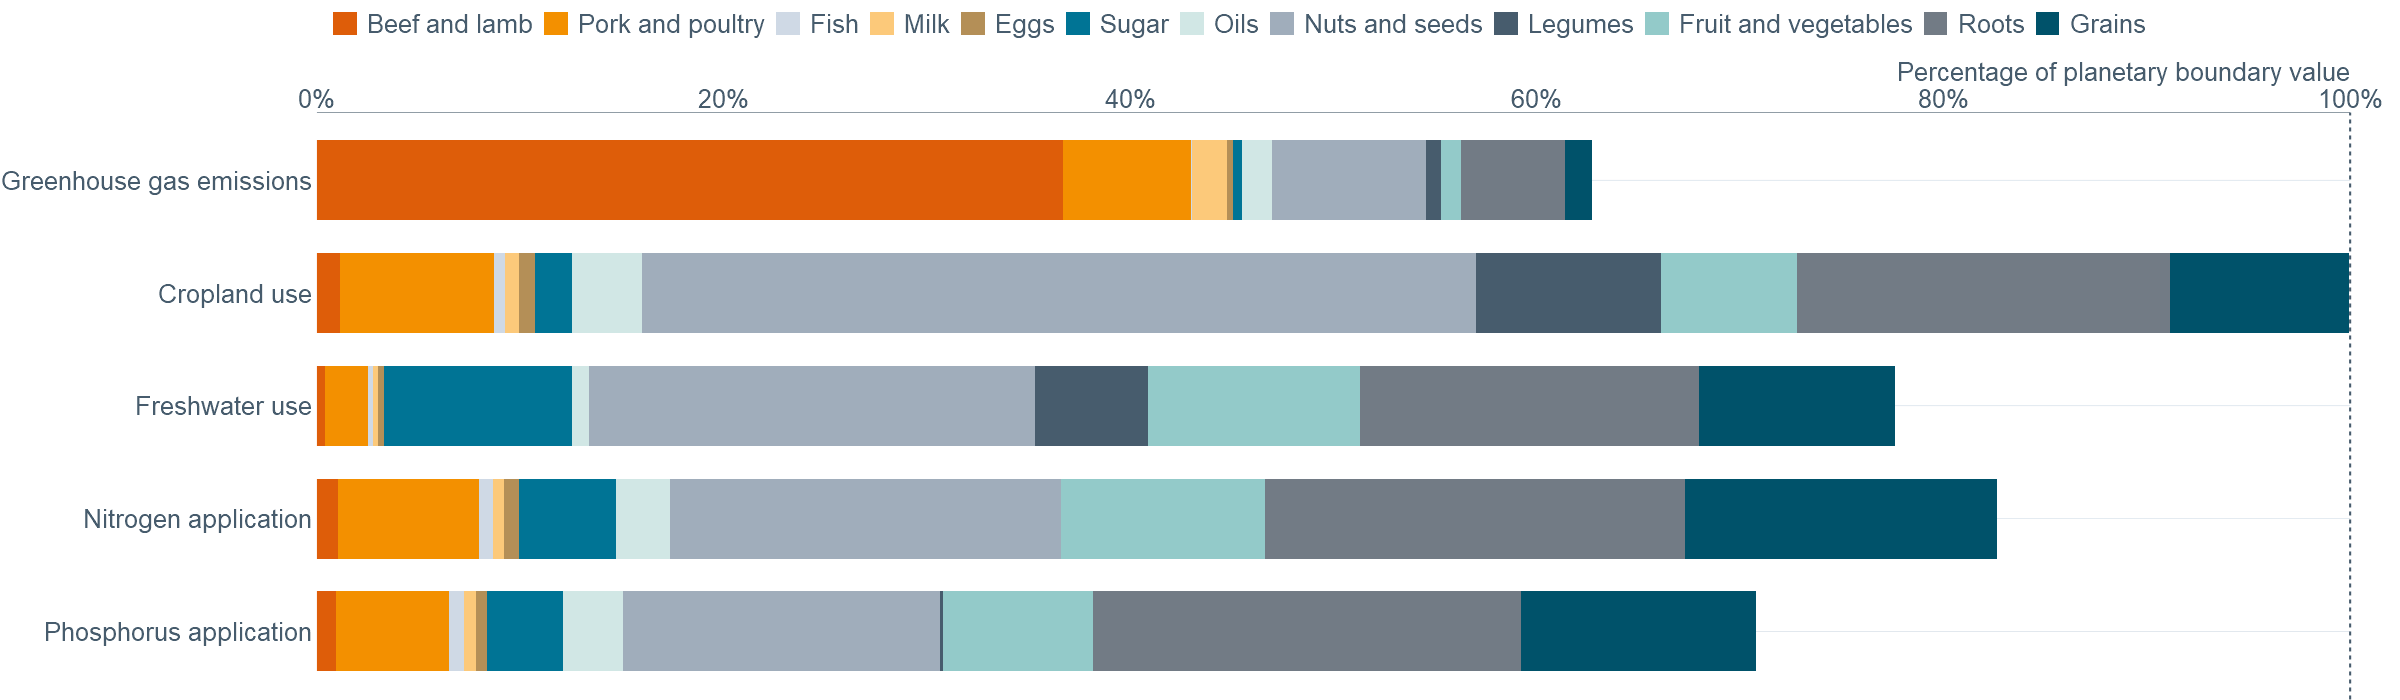 Beef and lamb Pork and poultry Fish Milk Eggs Sugar Oils Nuts and seeds Legumes Fruit and vegetables Roots Grains
Percentage of planetary boundary value
0% 20% 40% 60% 80% 100%
Greenhouse gas emissions
Cropland use
Freshwater use
Nitrogen application
Phosphorus application